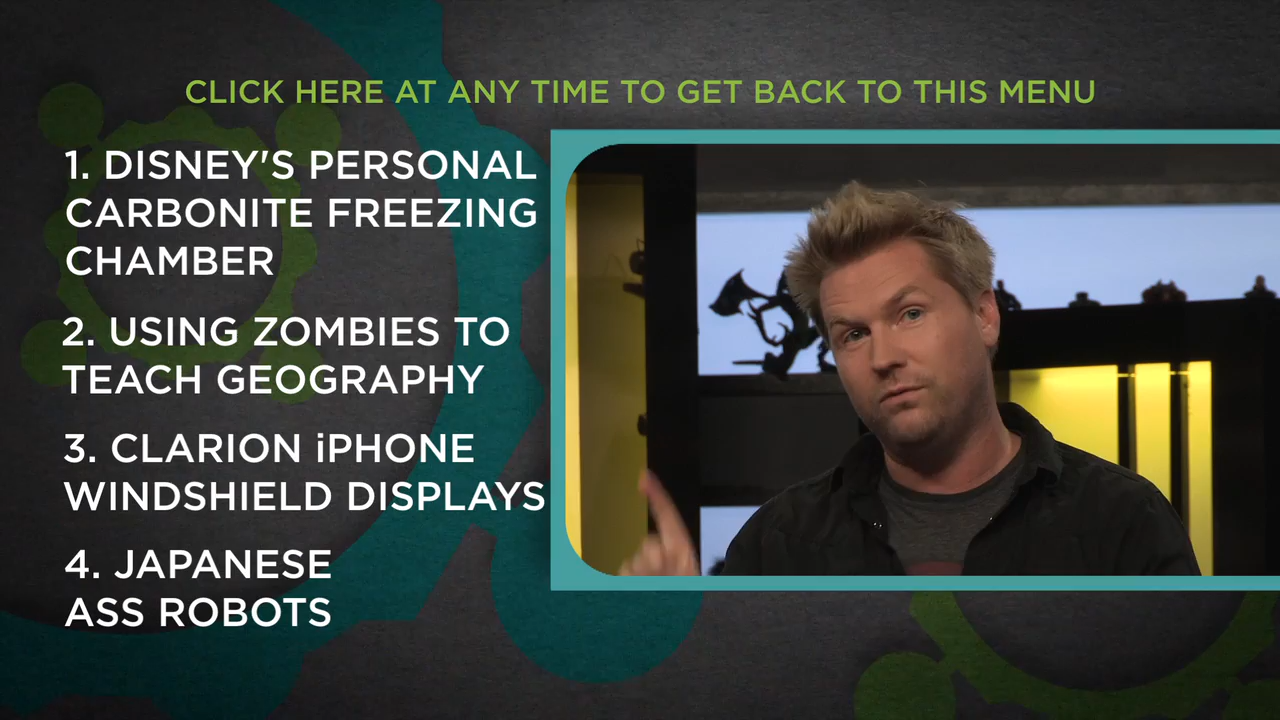 CLICK HERE AT ANY TIME TO GET BACK TO THIS MENU
1. DISNEY'S PERSONAL
CARBONITE FREEZING
CHAMBER
2. USING ZOMBIES TO
TEACH GEOGRAPHY
3. CLARION iPHONE
WINDSHIELD DISPLAYS
4. JAPANESE
ASS ROBOTS